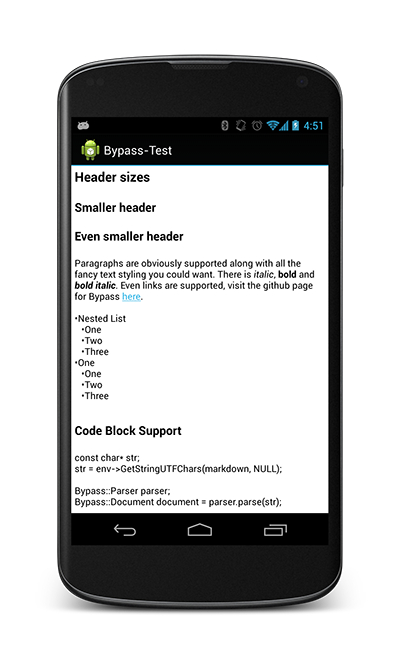 4:51
Bypass-Test
Header sizes
Smaller header
Even smaller header
Paragraphs are obviously supported along with all the
fancy text styling you could want. There is italic, bold and
bold italic. Even links are supported, visit the github page
for Bypass here.
•Nested List
•One
•Two
•Three
•One
•One
•Two
•Three
Code Block Support
const char* str;
str = env->GetStringUTFChars(markdown, NULL);
Bypass::Parser parser;
Bypass::Document document = parser.parse(str);